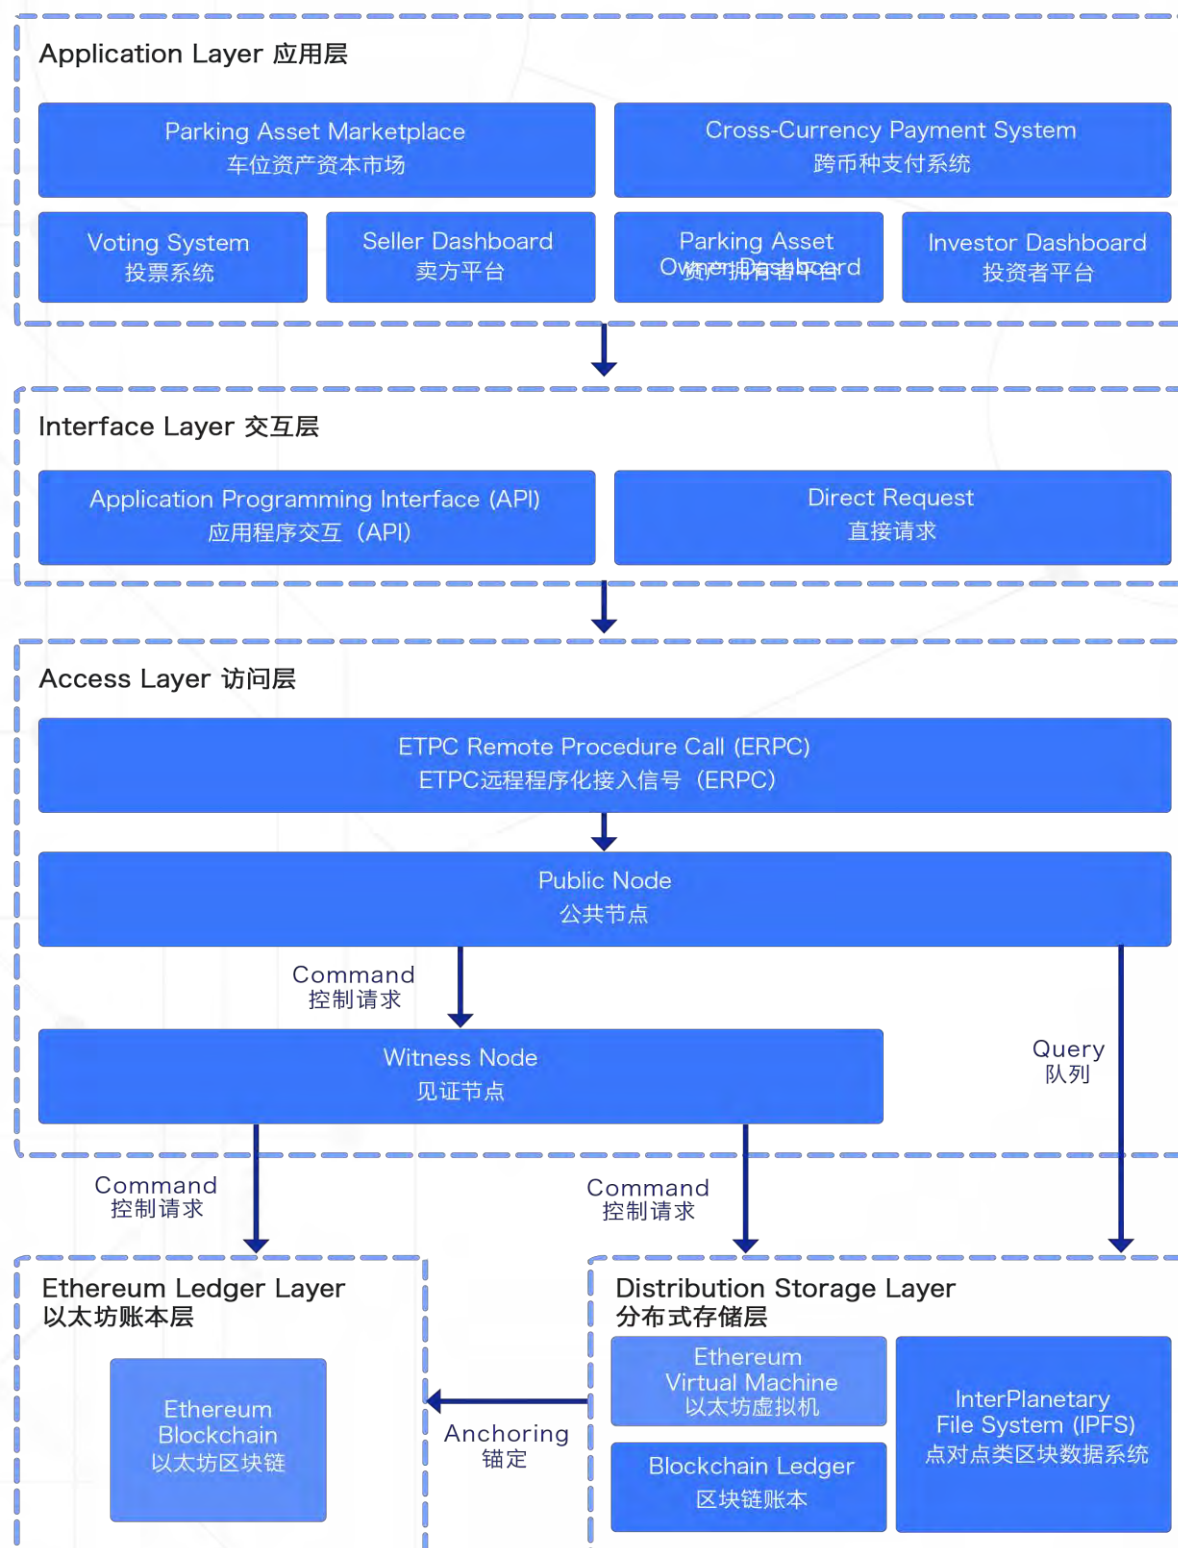 Application Layer 应用层
Parking Asset Marketplace
车位资产资本市场
Cross-Currency Payment System
跨币种支付系统
Voting System
投票系统
Seller Dashboard
卖方平台
Parking Asset
Owner Dashboard
资产拥有者平台
Investor Dashboard
投资者平台
Interface Layer 交互层
Application Programming Interface (API)
应用程序交互（API）
Direct Request
直接请求
Access Layer 访问层
ETPC Remote Procedure Call (ERPC)
ETPC远程程序化接入信号（ERPC）
Public Node
公共节点
Command
控制请求
Witness Node
见证节点
Query
队列
Command
控制请求
Command
控制请求
Ethereum Ledger Layer
以太坊账本层
Ethereum
Blockchain
以太坊区块链
Anchoring
锚定
Distribution Storage Layer
分布式存储层
Ethereum
Virtual Machine
以太坊虚拟机
Blockchain Ledger
区块链账本
InterPlanetary
File System (IPFS)
点对点类区块数据系统